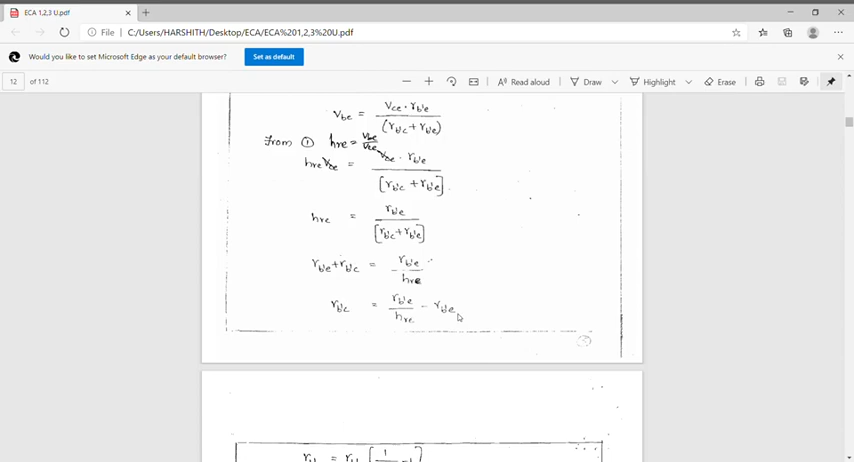 ECA 1,2,3 U.pdf
File C:/Users/HARSHITH/Desktop/ECA/ECA%201,2,3%20U.pdf
Would you like to set Microsoft Edge as your default browser? Set as default
12 of 112 Read aloud Draw Highlight Erase
Vbe = Vce · rb'e / (rb'c + rb'e)
From ① hre = Vbe / Vce
hre Vce = Vce · rb'e / [rb'c + rb'e]
hre = rb'e / [rb'c + rb'e]
rb'e + rb'c = rb'e / hre
rb'c = rb'e / hre - rb'e